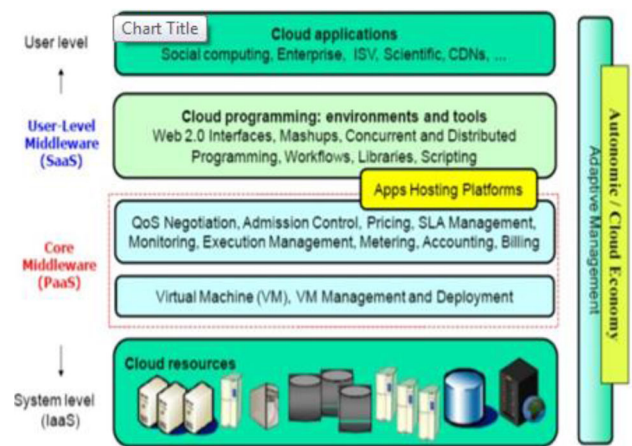 User level
Chart Title
Cloud applications
Social computing, Enterprise, ISV, Scientific, CDNs, ...
User-Level
Middleware
(SaaS)
Cloud programming: environments and tools
Web 2.0 Interfaces, Mashups, Concurrent and Distributed
Programming, Workflows, Libraries, Scripting
Apps Hosting Platforms
Core
Middleware
(PaaS)
QoS Negotiation, Admission Control, Pricing, SLA Management,
Monitoring, Execution Management, Metering, Accounting, Billing
Virtual Machine (VM), VM Management and Deployment
Cloud resources
System level
(IaaS)
Adaptive Management
Autonomic / Cloud Economy